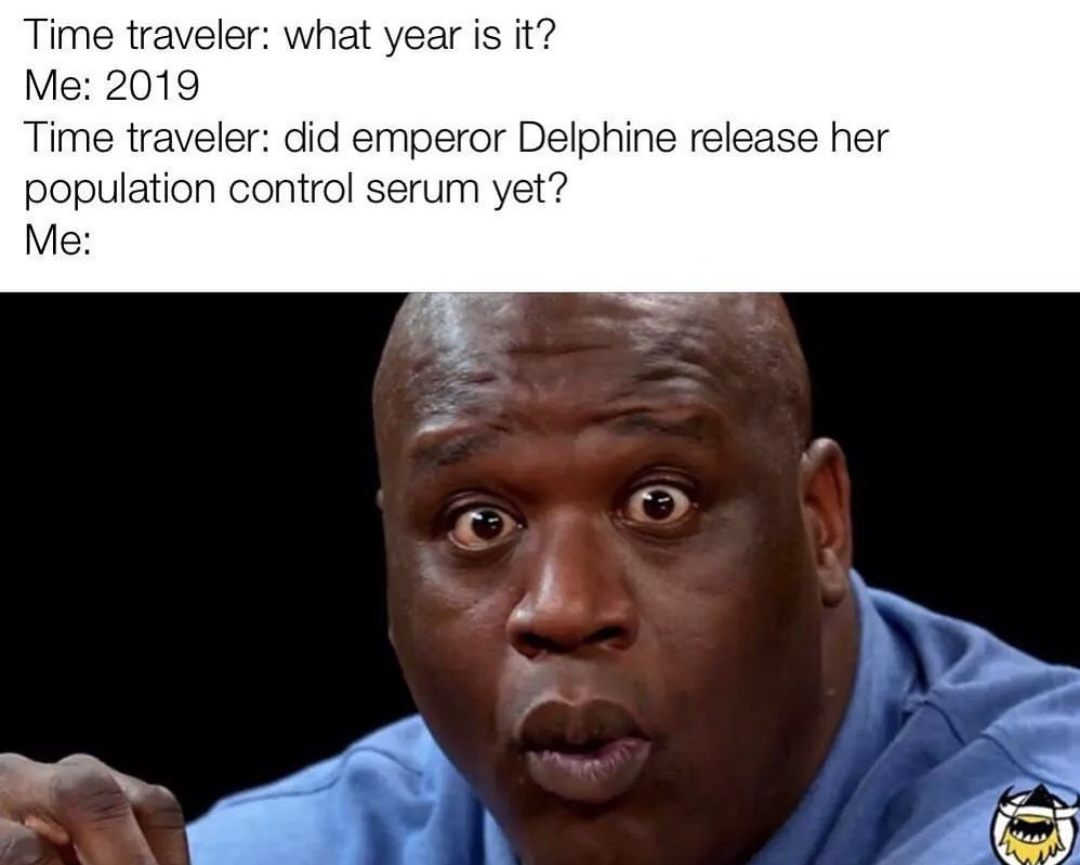 Time traveler: what year is it?
Me: 2019
Time traveler: did emperor Delphine release her
population control serum yet?
Me: